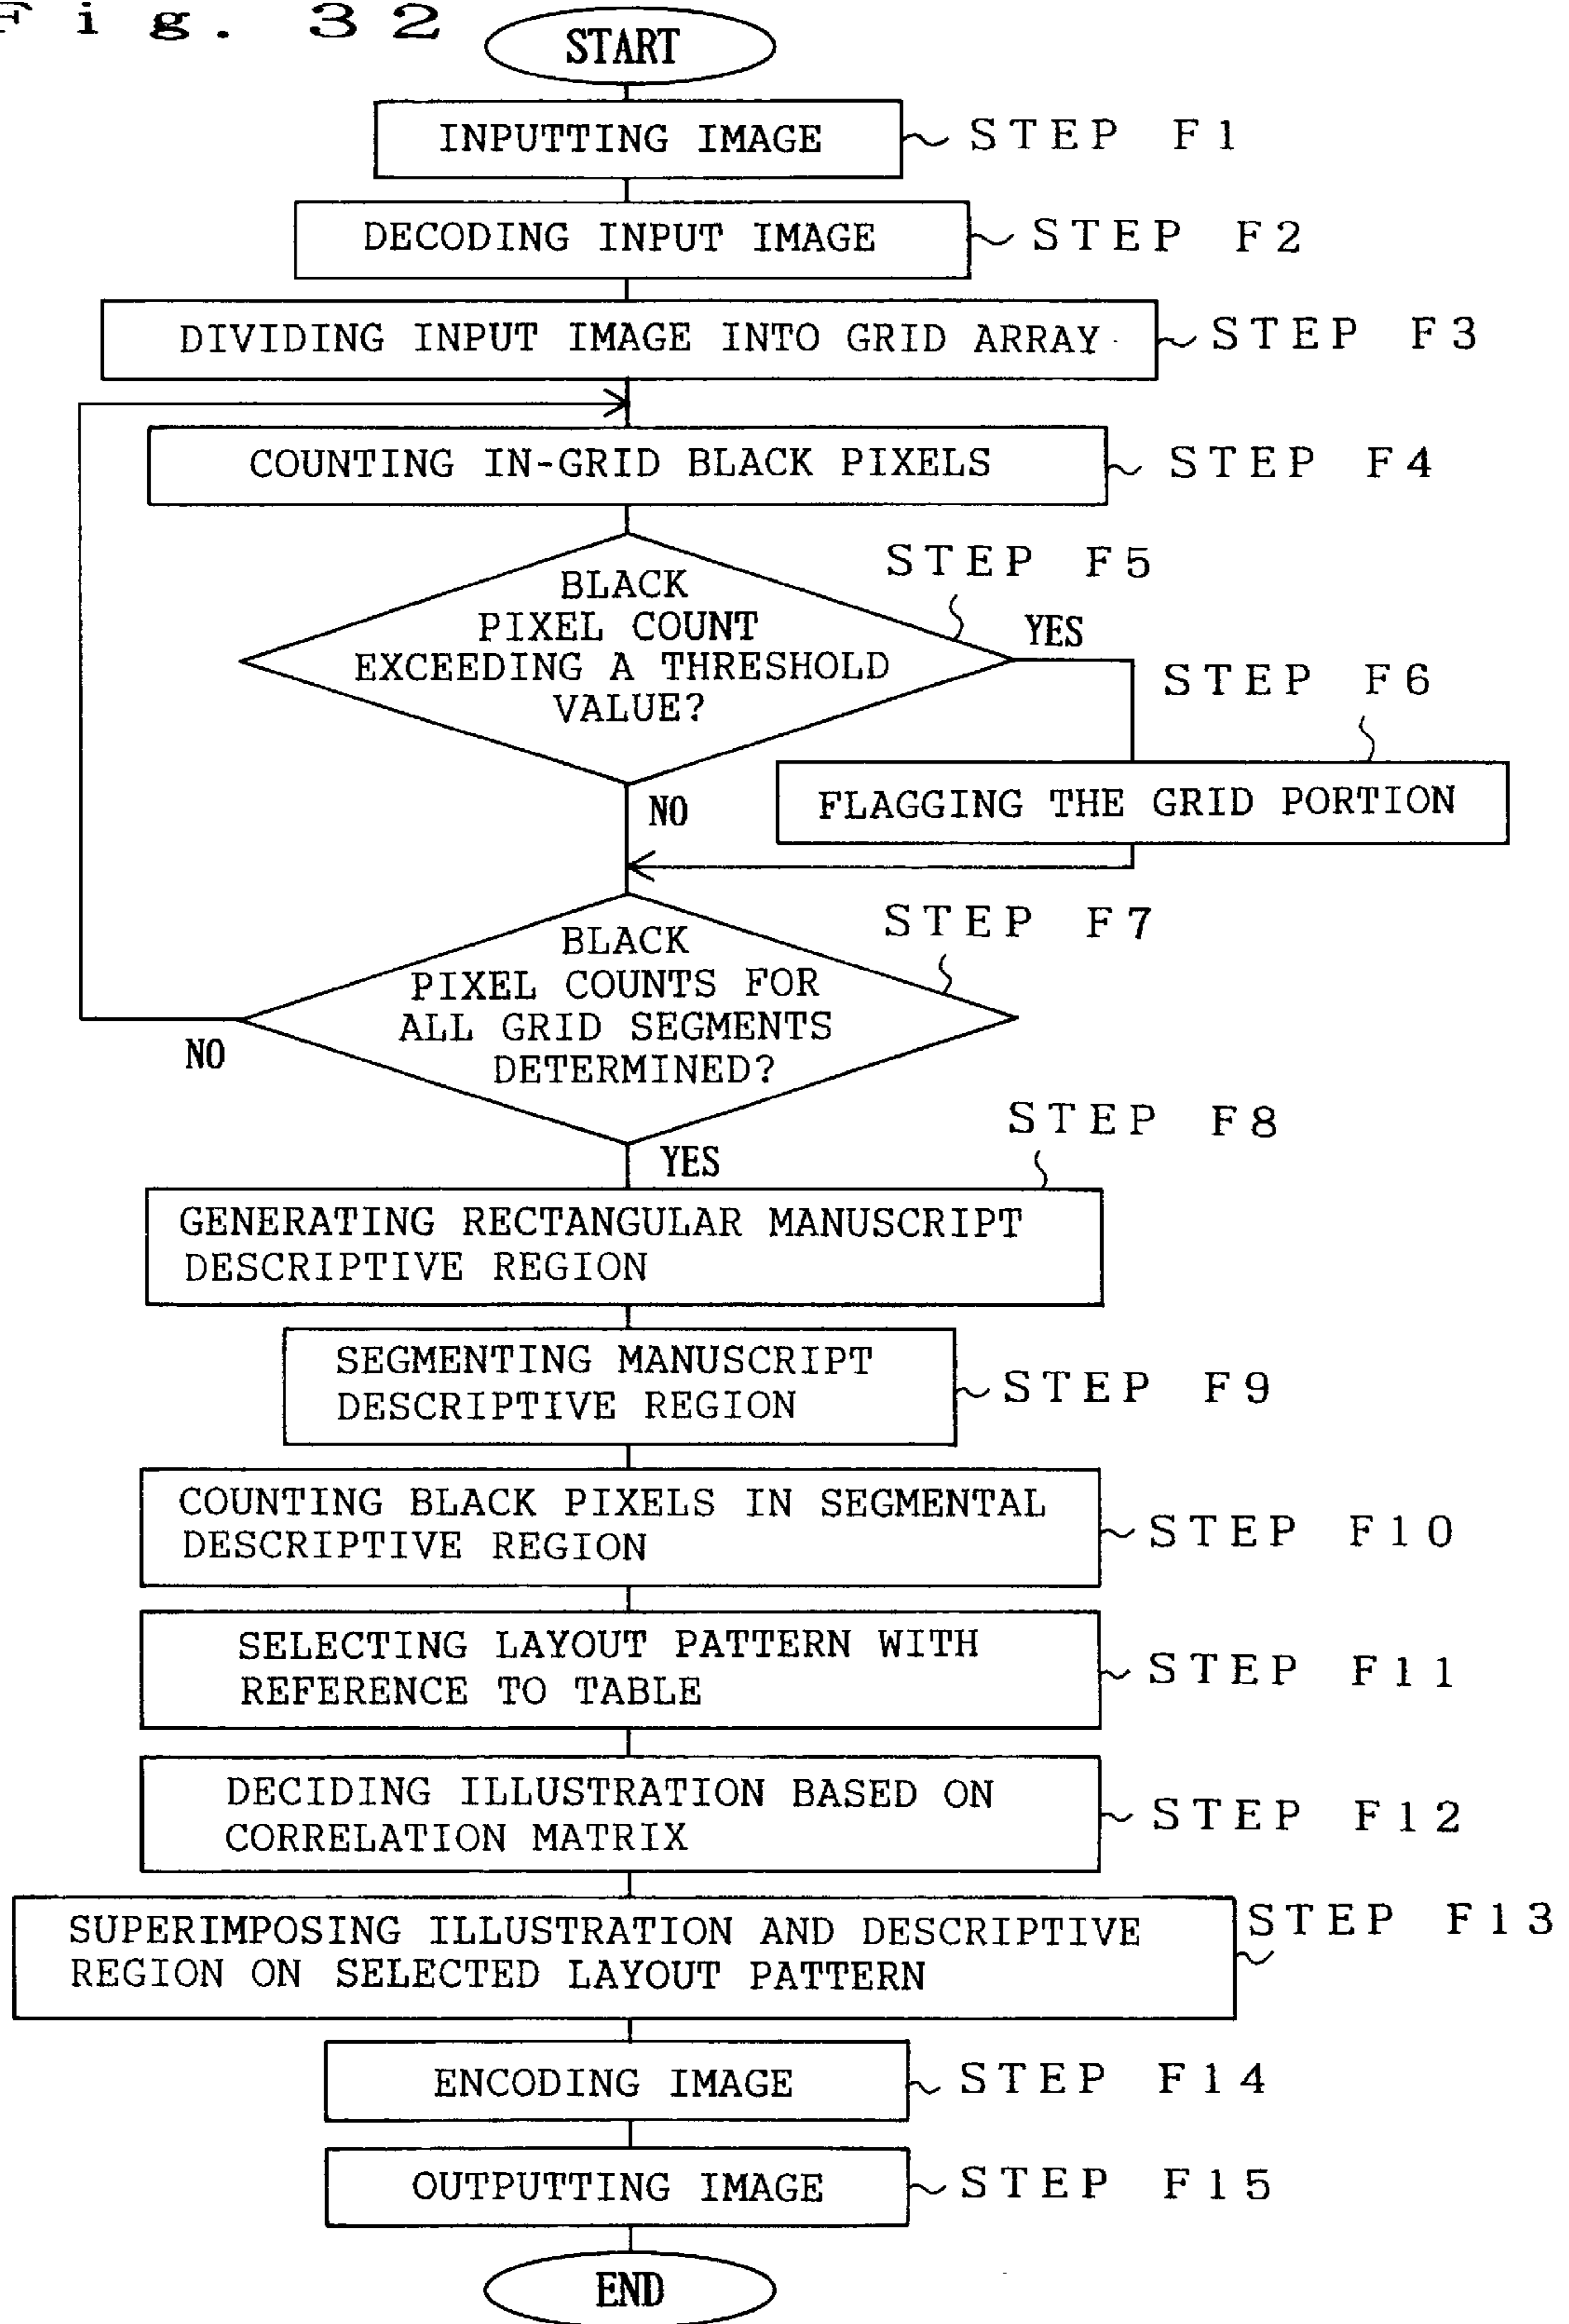 Fig. 32
START
INPUTTING IMAGE
STEP F1
DECODING INPUT IMAGE
STEP F2
DIVIDING INPUT IMAGE INTO GRID ARRAY
STEP F3
COUNTING IN-GRID BLACK PIXELS
STEP F4
STEP F5
BLACK
PIXEL COUNT
EXCEEDING A THRESHOLD
VALUE?
YES
STEP F6
FLAGGING THE GRID PORTION
NO
STEP F7
BLACK
PIXEL COUNTS FOR
ALL GRID SEGMENTS
DETERMINED?
NO
YES
STEP F8
GENERATING RECTANGULAR MANUSCRIPT
DESCRIPTIVE REGION
SEGMENTING MANUSCRIPT
DESCRIPTIVE REGION
STEP F9
COUNTING BLACK PIXELS IN SEGMENTAL
DESCRIPTIVE REGION
STEP F10
SELECTING LAYOUT PATTERN WITH
REFERENCE TO TABLE
STEP F11
DECIDING ILLUSTRATION BASED ON
CORRELATION MATRIX
STEP F12
SUPERIMPOSING ILLUSTRATION AND DESCRIPTIVE
REGION ON SELECTED LAYOUT PATTERN
STEP F13
ENCODING IMAGE
STEP F14
OUTPUTTING IMAGE
STEP F15
END